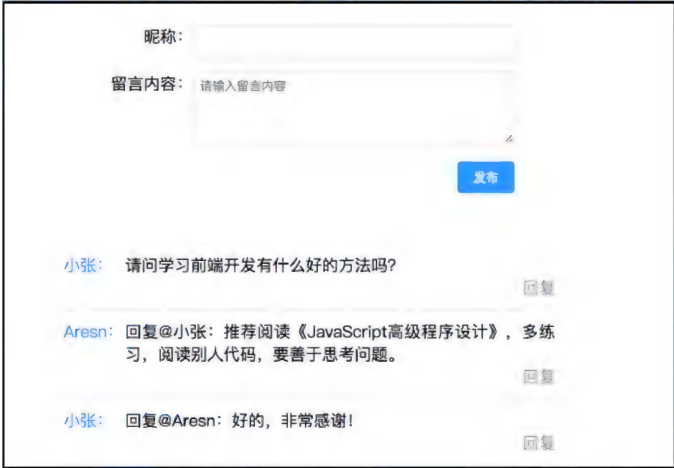 昵称：
留言内容： 请输入留言内容
发布
小张： 请问学习前端开发有什么好的方法吗？
回复
Aresn： 回复@小张：推荐阅读《JavaScript高级程序设计》，多练
习，阅读别人代码，要善于思考问题。
回复
小张： 回复@Aresn：好的，非常感谢！
回复